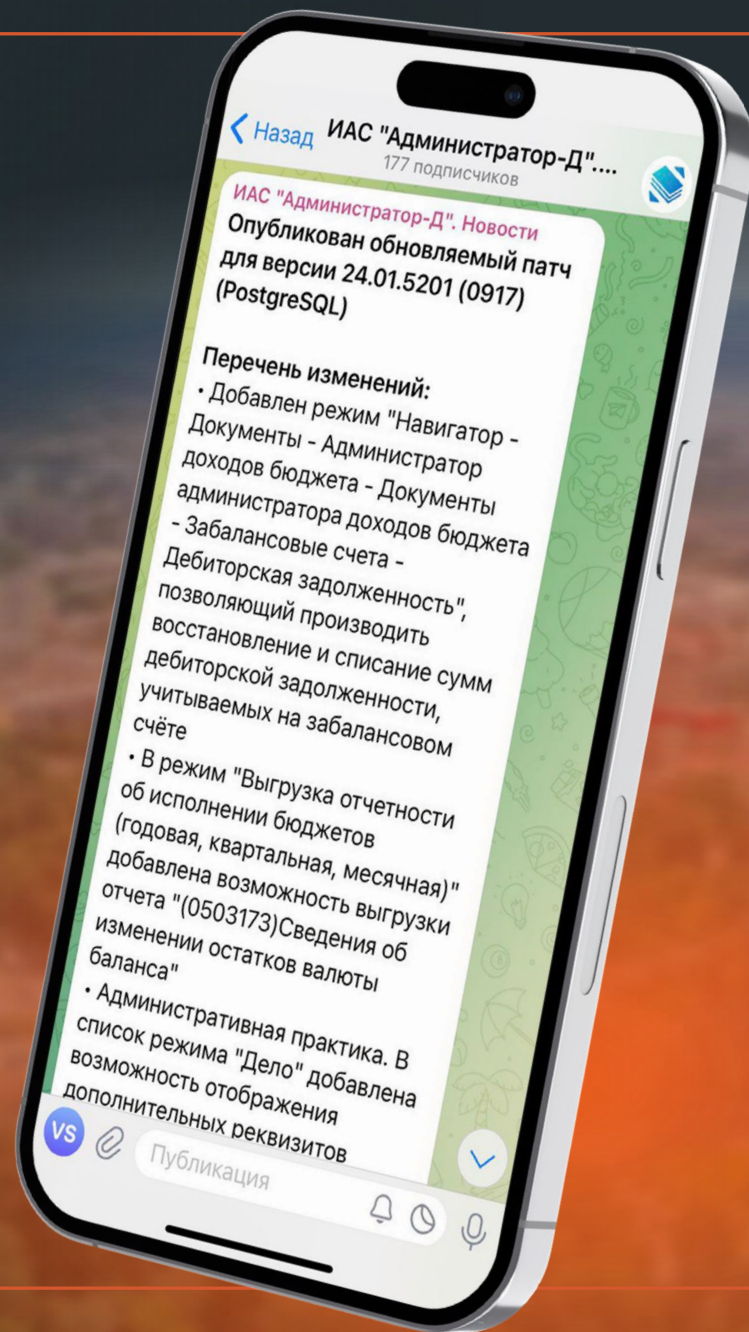 Назад
ИАС "Администратор-Д"....
177 подписчиков
ИАС "Администратор-Д". Новости
Опубликован обновляемый патч
для версии 24.01.5201 (0917)
(PostgreSQL)
Перечень изменений:
• Добавлен режим "Навигатор -
Документы - Администратор
доходов бюджета - Документы
администратора доходов бюджета
- Забалансовые счета -
Дебиторская задолженность",
позволяющий производить
восстановление и списание сумм
дебиторской задолженности,
учитываемых на забалансовом
счёте
• В режим "Выгрузка отчетности
об исполнении бюджетов
(годовая, квартальная, месячная)"
добавлена возможность выгрузки
отчета "(0503173)Сведения об
изменении остатков валюты
баланса"
• Административная практика. В
список режима "Дело" добавлена
возможность отображения
дополнительных реквизитов
VS
Публикация